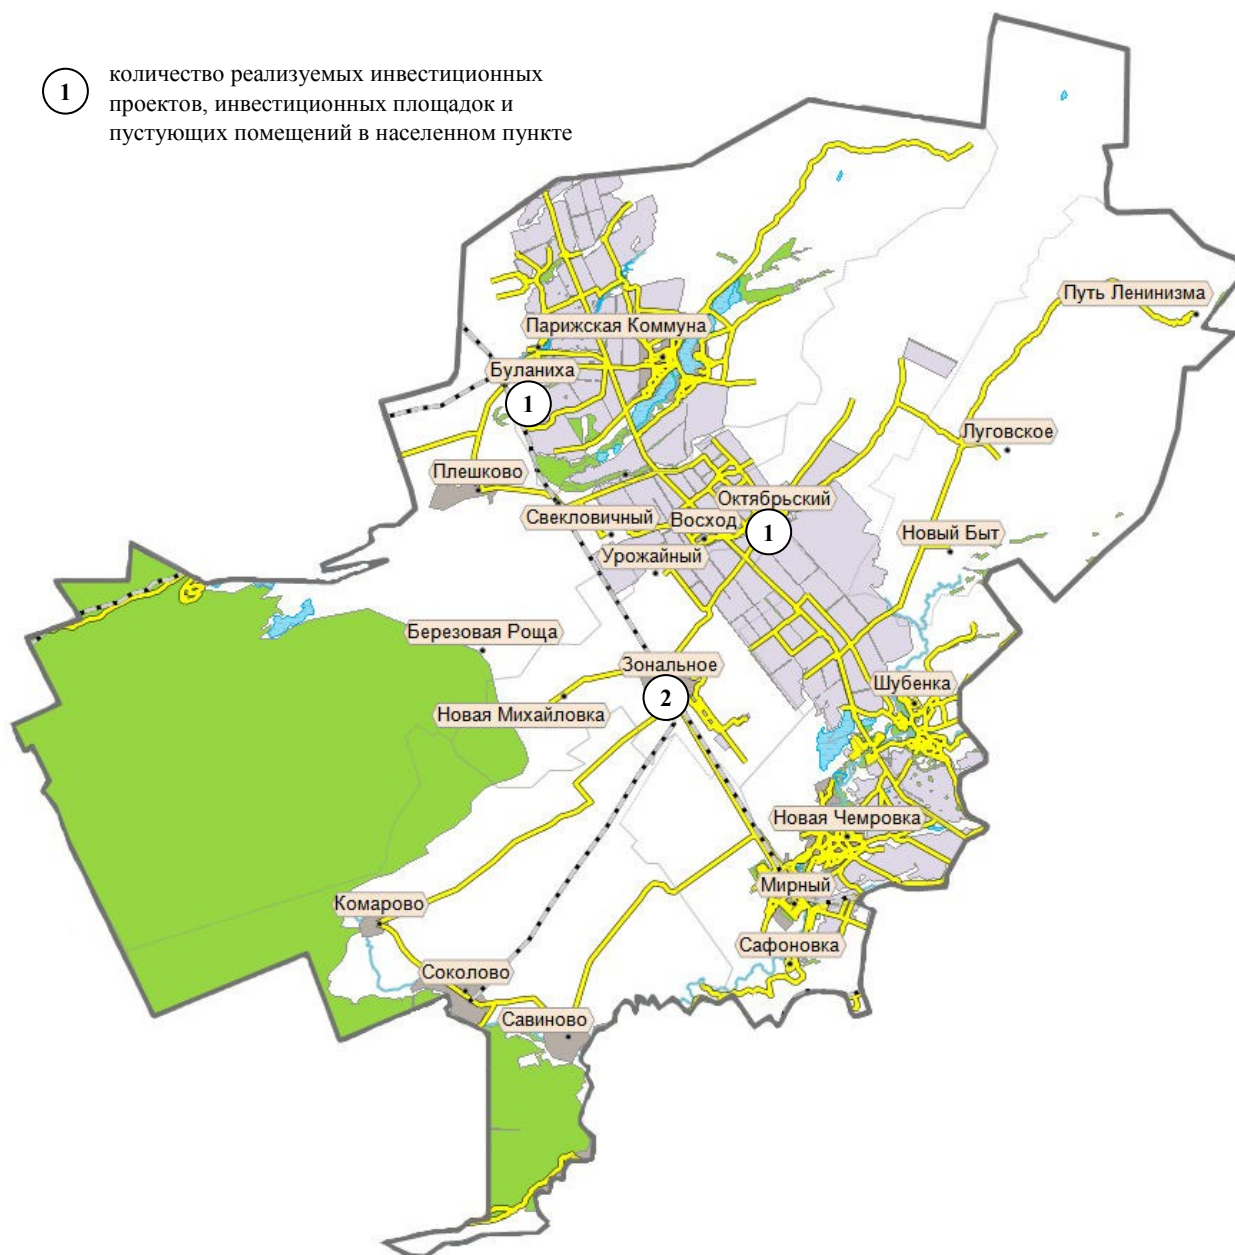 1
количество реализуемых инвестиционных
проектов, инвестиционных площадок и
пустующих помещений в населенном пункте
Путь Ленинизма
Парижская Коммуна
Буланиха
1
Луговское
Плешково
Октябрьский
Свекловичный
Восход
1
Новый Быт
Урожайный
Березовая Роща
Зональное
Шубенка
2
Новая Михайловка
Новая Чемровка
Мирный
Комарово
Сафоновка
Соколово
Савиново